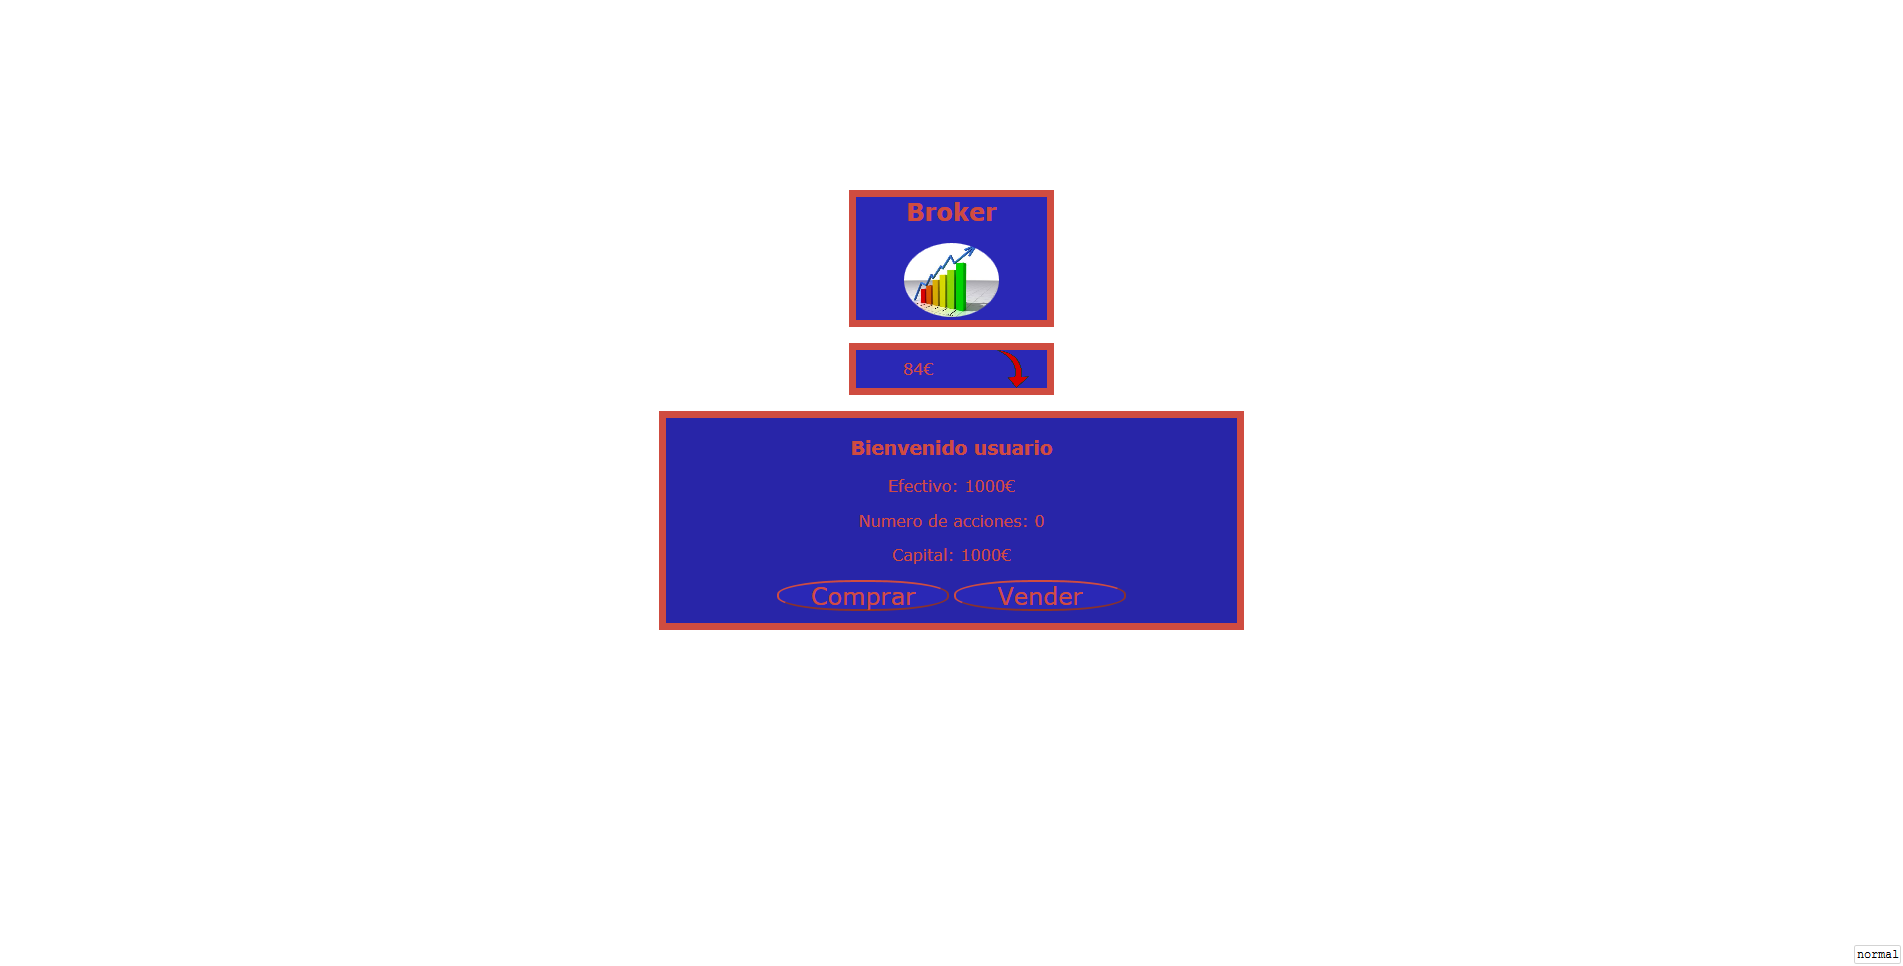 Broker
84€
Bienvenido usuario
Efectivo: 1000€
Numero de acciones: 0
Capital: 1000€
Comprar Vender
normal